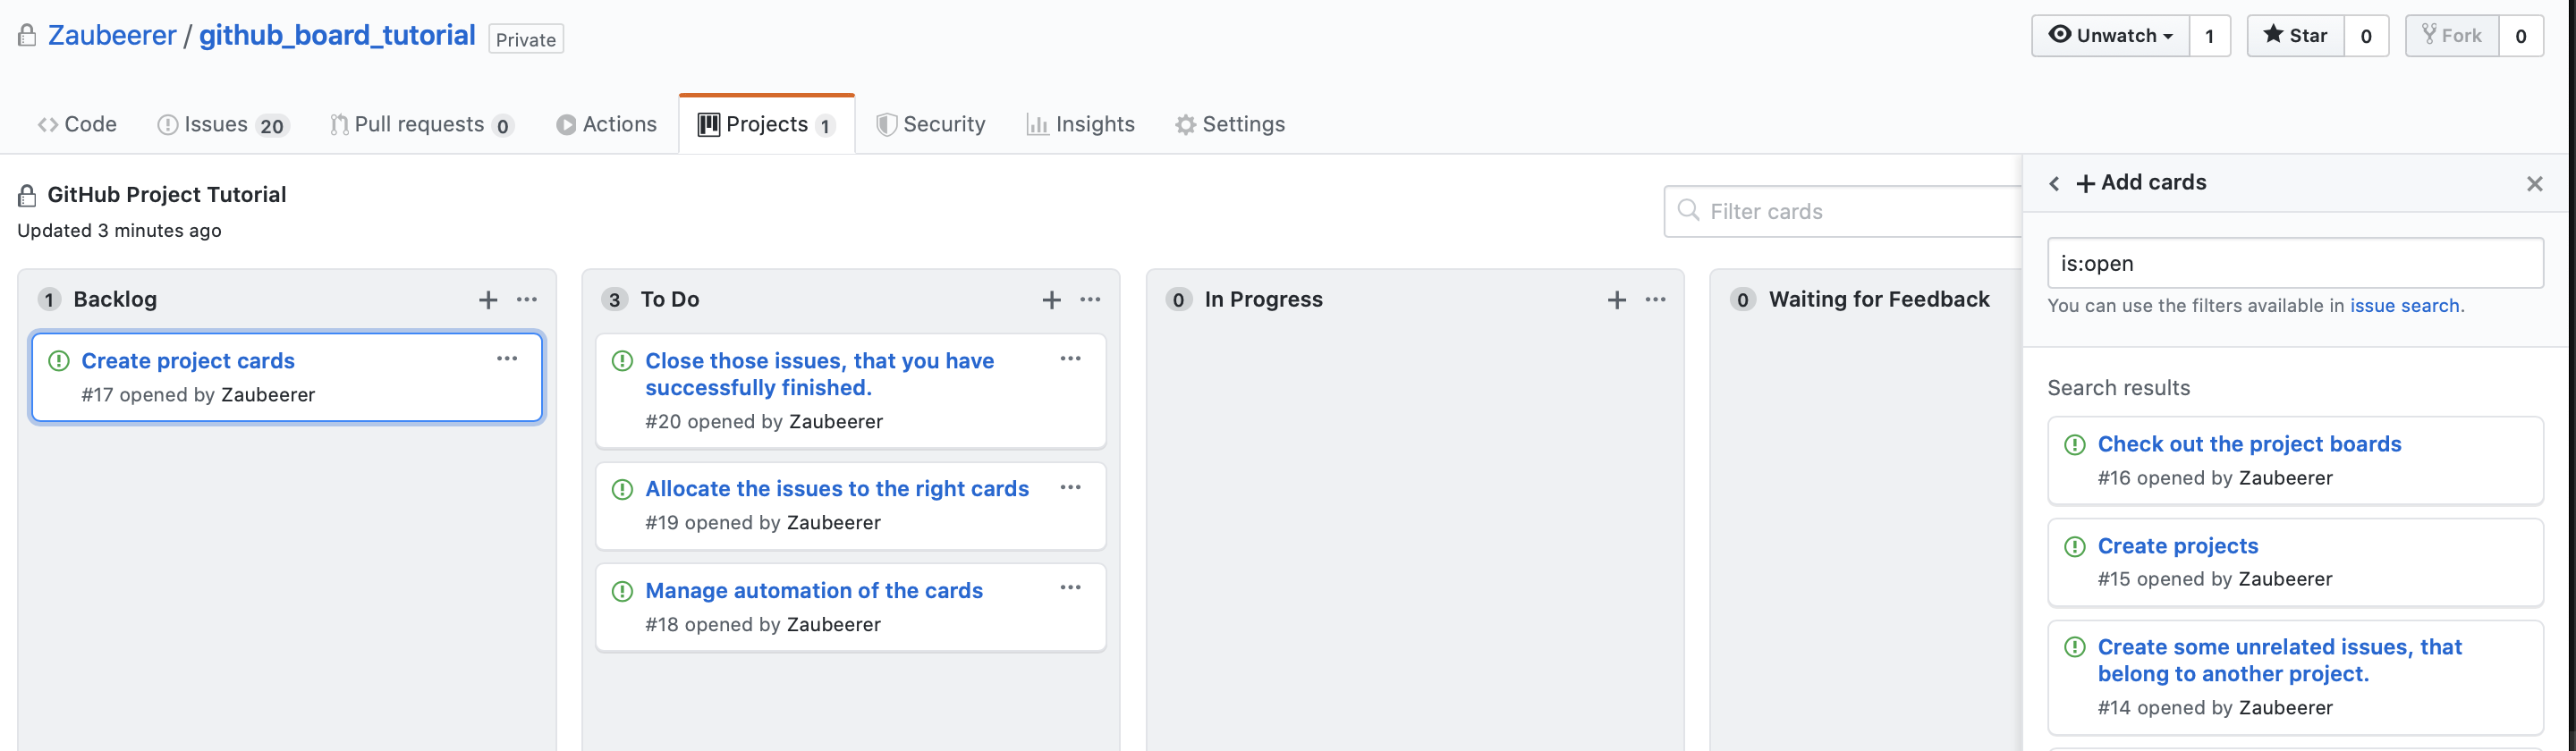 Zaubeerer / github_board_tutorial Private
Unwatch 1 Star 0 Fork 0
Code Issues 20 Pull requests 0 Actions Projects 1 Security Insights Settings
GitHub Project Tutorial
Updated 3 minutes ago
Filter cards
1 Backlog
Create project cards
#17 opened by Zaubeerer
3 To Do
Close those issues, that you have
successfully finished.
#20 opened by Zaubeerer
Allocate the issues to the right cards
#19 opened by Zaubeerer
Manage automation of the cards
#18 opened by Zaubeerer
0 In Progress
0 Waiting for Feedback
Add cards
is:open
You can use the filters available in issue search.
Search results
Check out the project boards
#16 opened by Zaubeerer
Create projects
#15 opened by Zaubeerer
Create some unrelated issues, that
belong to another project.
#14 opened by Zaubeerer